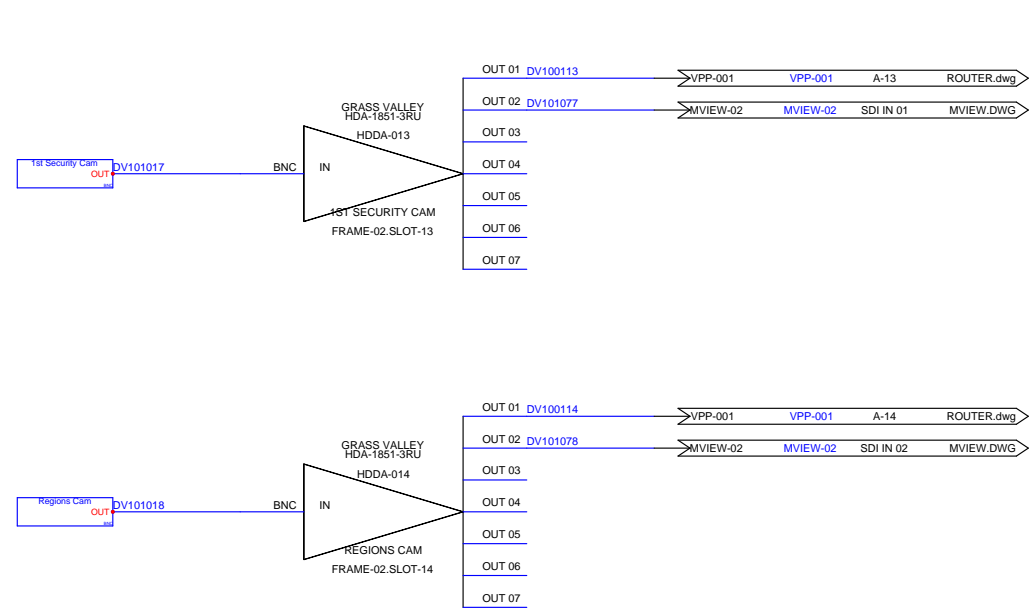 OUT 01 DV100113 VPP-001 VPP-001 A-13 ROUTER.dwg
OUT 02 DV101077 MVIEW-02 MVIEW-02 SDI IN 01 MVIEW.DWG
GRASS VALLEY
HDA-1851-3RU
HDDA-013
OUT 03
1st Security Cam
OUT
BNC
DV101017
BNC
IN
OUT 04
OUT 05
1ST SECURITY CAM
FRAME-02.SLOT-13
OUT 06
OUT 07
OUT 01 DV100114 VPP-001 VPP-001 A-14 ROUTER.dwg
OUT 02 DV101078 MVIEW-02 MVIEW-02 SDI IN 02 MVIEW.DWG
GRASS VALLEY
HDA-1851-3RU
HDDA-014
OUT 03
Regions Cam
OUT
BNC
DV101018
BNC
IN
OUT 04
OUT 05
REGIONS CAM
FRAME-02.SLOT-14
OUT 06
OUT 07